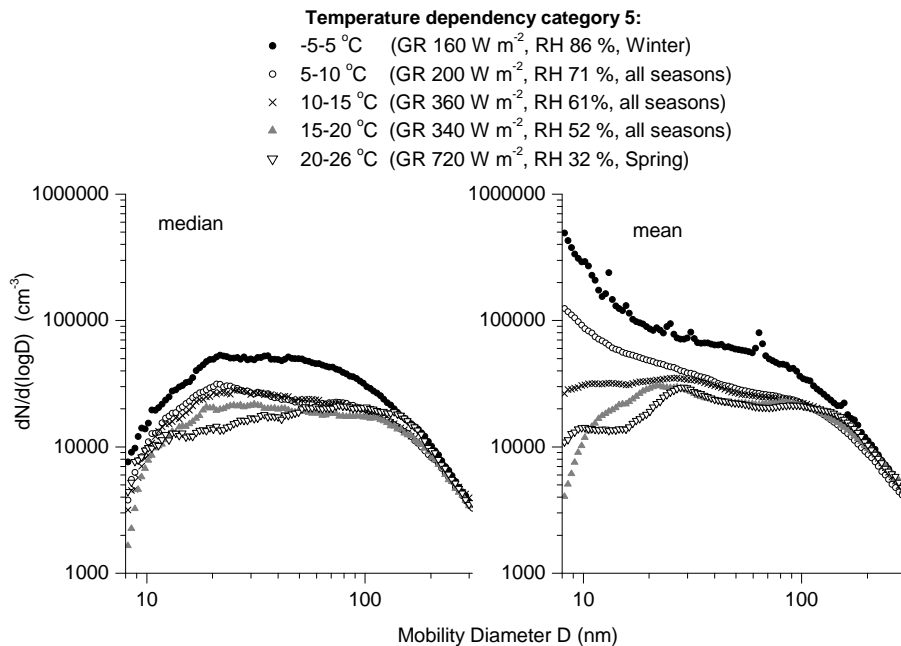 Temperature dependency category 5:
-5-5 °C (GR 160 W m-2, RH 86 %, Winter)
5-10 °C (GR 200 W m-2, RH 71 %, all seasons)
10-15 °C (GR 360 W m-2, RH 61%, all seasons)
15-20 °C (GR 340 W m-2, RH 52 %, all seasons)
20-26 °C (GR 720 W m-2, RH 32 %, Spring)
1000000
100000
10000
1000
dN/d(logD) (cm-3)
median
10
100
1000000
100000
10000
1000
mean
10
100
Mobility Diameter D (nm)